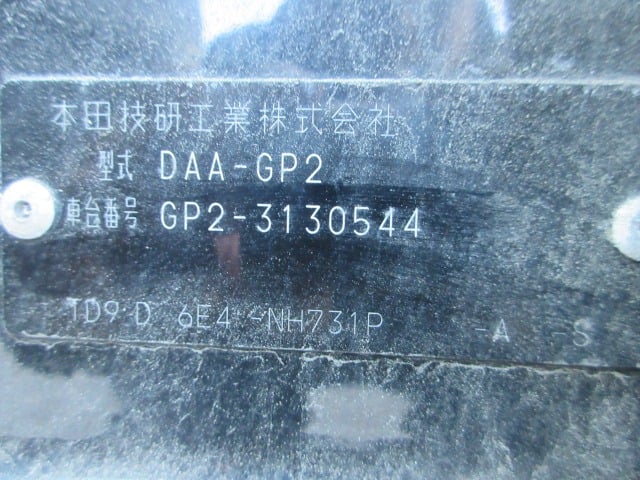 本田技研工業株式会社
型式 DAA-GP2
車台番号 GP2-3130544
TD9-D 6E4 -NH731P -A -S